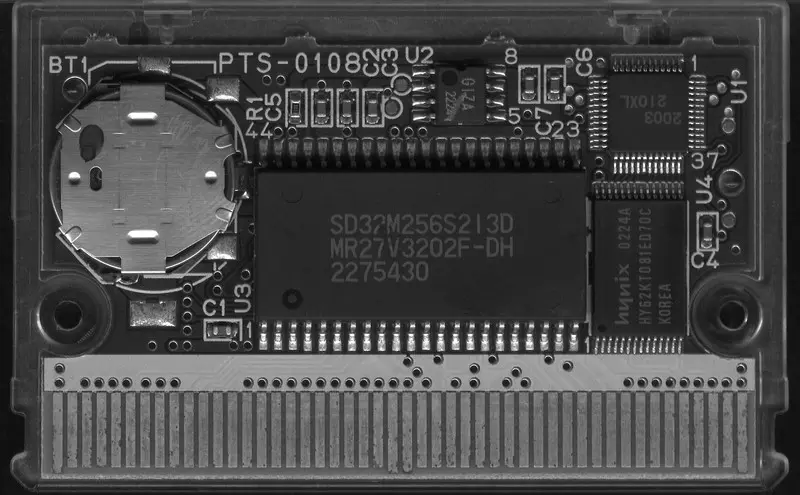 BT1
PTS-0108
C2
C3
U2
8
C6
1
U1
R1
C5
44
5
C7
23
2003
210XL
37
U4
SD32M256S213D
MR27V3202F-DH
2275430
hynix 0224A
HY62KT081ED70C
KOREA
C4
U3
C1
1